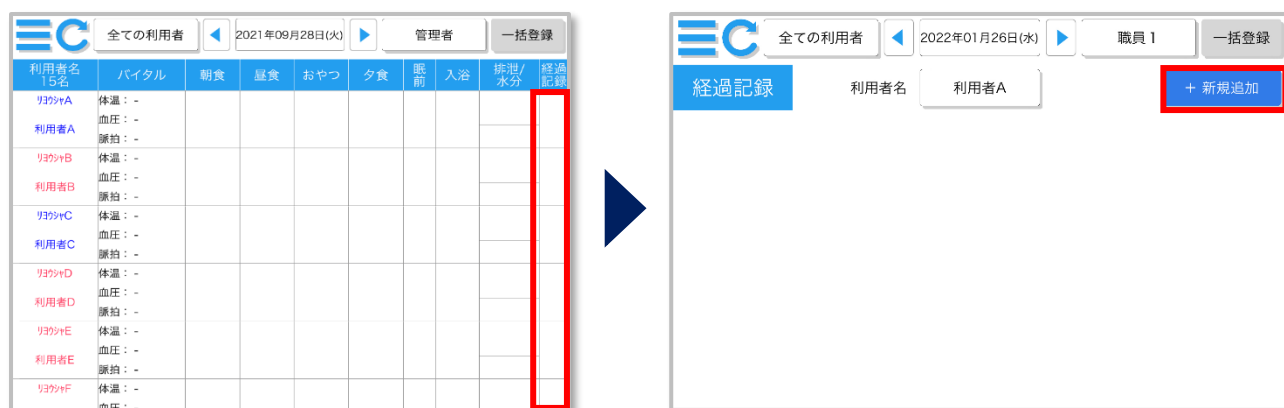 全ての利用者 2021年09月28日(火) 管理者 一括登録
利用者名 15名 バイタル 朝食 昼食 おやつ 夕食 眠前 入浴 排泄/水分 経過記録
ﾘﾖｳｼｬA 体温： -
利用者A 血圧： -
脈拍： -
ﾘﾖｳｼｬB 体温： -
利用者B 血圧： -
脈拍： -
ﾘﾖｳｼｬC 体温： -
利用者C 血圧： -
脈拍： -
ﾘﾖｳｼｬD 体温： -
利用者D 血圧： -
脈拍： -
ﾘﾖｳｼｬE 体温： -
利用者E 血圧： -
脈拍： -
ﾘﾖｳｼｬF 体温： -
血圧： -
全ての利用者 2022年01月26日(水) 職員1 一括登録
経過記録 利用者名 利用者A + 新規追加